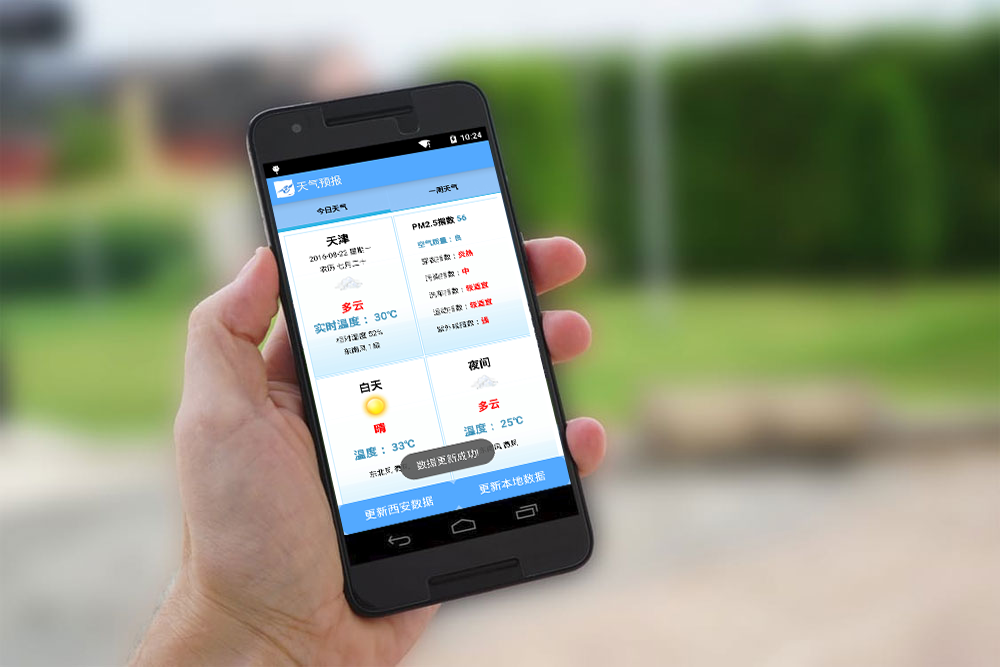 10:24
天气预报
今日天气
一周天气
天津
2016-08-22 星期一
农历 七月二十
多云
实时温度： 30℃
相对湿度 52%
东南风 1级
PM2.5指数 56
空气质量：良
穿衣指数：炎热
污染指数：中
洗车指数：较适宜
运动指数：较适宜
紫外线指数：强
白天
晴
温度： 33℃
东北风
夜间
多云
温度： 25℃
风 微风
数据更新成功!
更新西安数据
更新本地数据